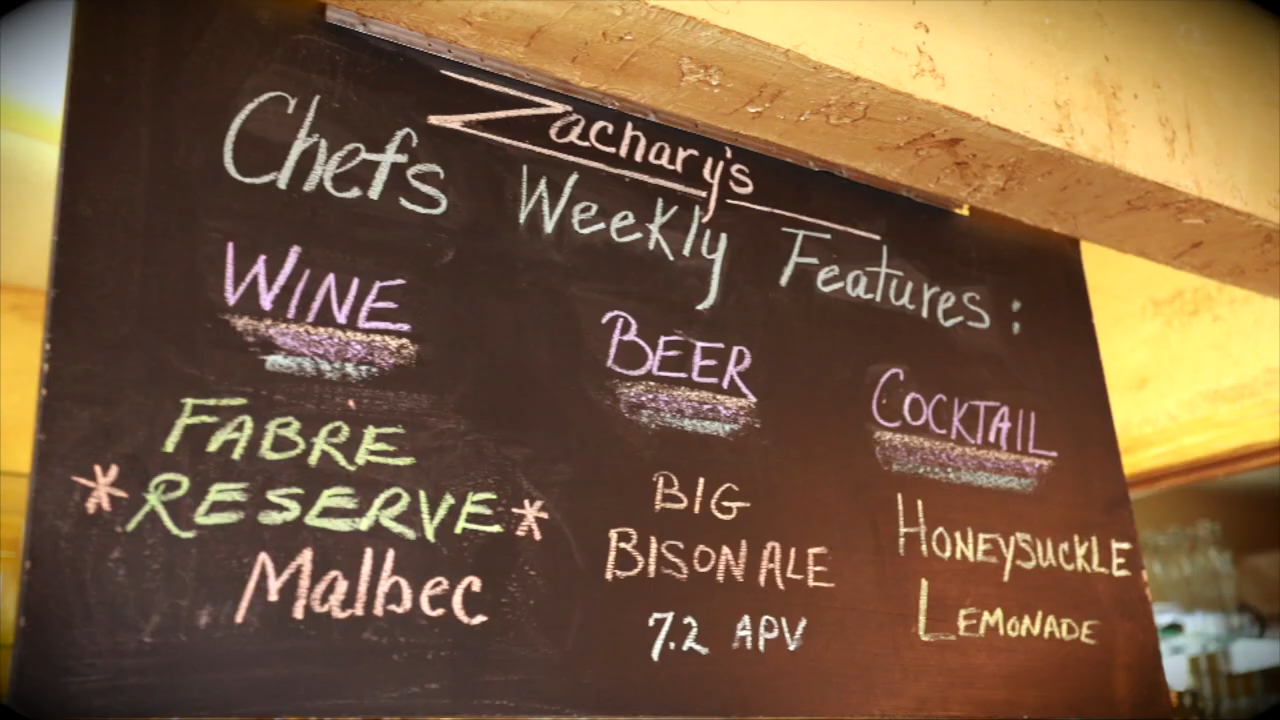 Zachary's
Chefs Weekly Features:
WINE
FABRE
*RESERVE*
Malbec
BEER
BIG
BISON ALE
7.2 APV
COCKTAIL
HONEYSUCKLE
LEMONADE